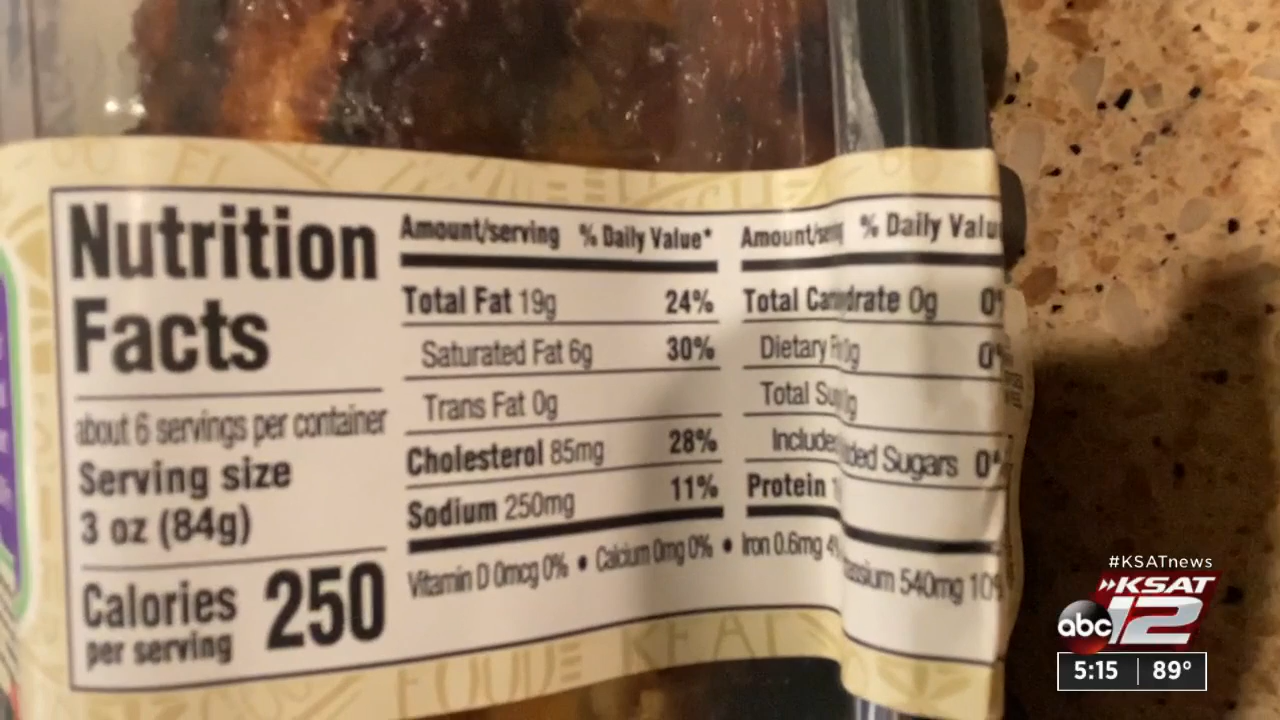 Nutrition
Facts
about 6 servings per container
Serving size
3 oz (84g)
Calories 250
per serving
Amount/serving % Daily Value*
Total Fat 19g 24%
Saturated Fat 6g 30%
Trans Fat 0g
Cholesterol 85mg 28%
Sodium 250mg 11%
% Daily
Total 0g
Dietary
Total
Sugars
Protein
Vitamin D 0mcg 0% • Calcium 0mg 0% • Iron 0.6mg 540mg
#KSATnews
KSAT
abc 12
5:15 89°